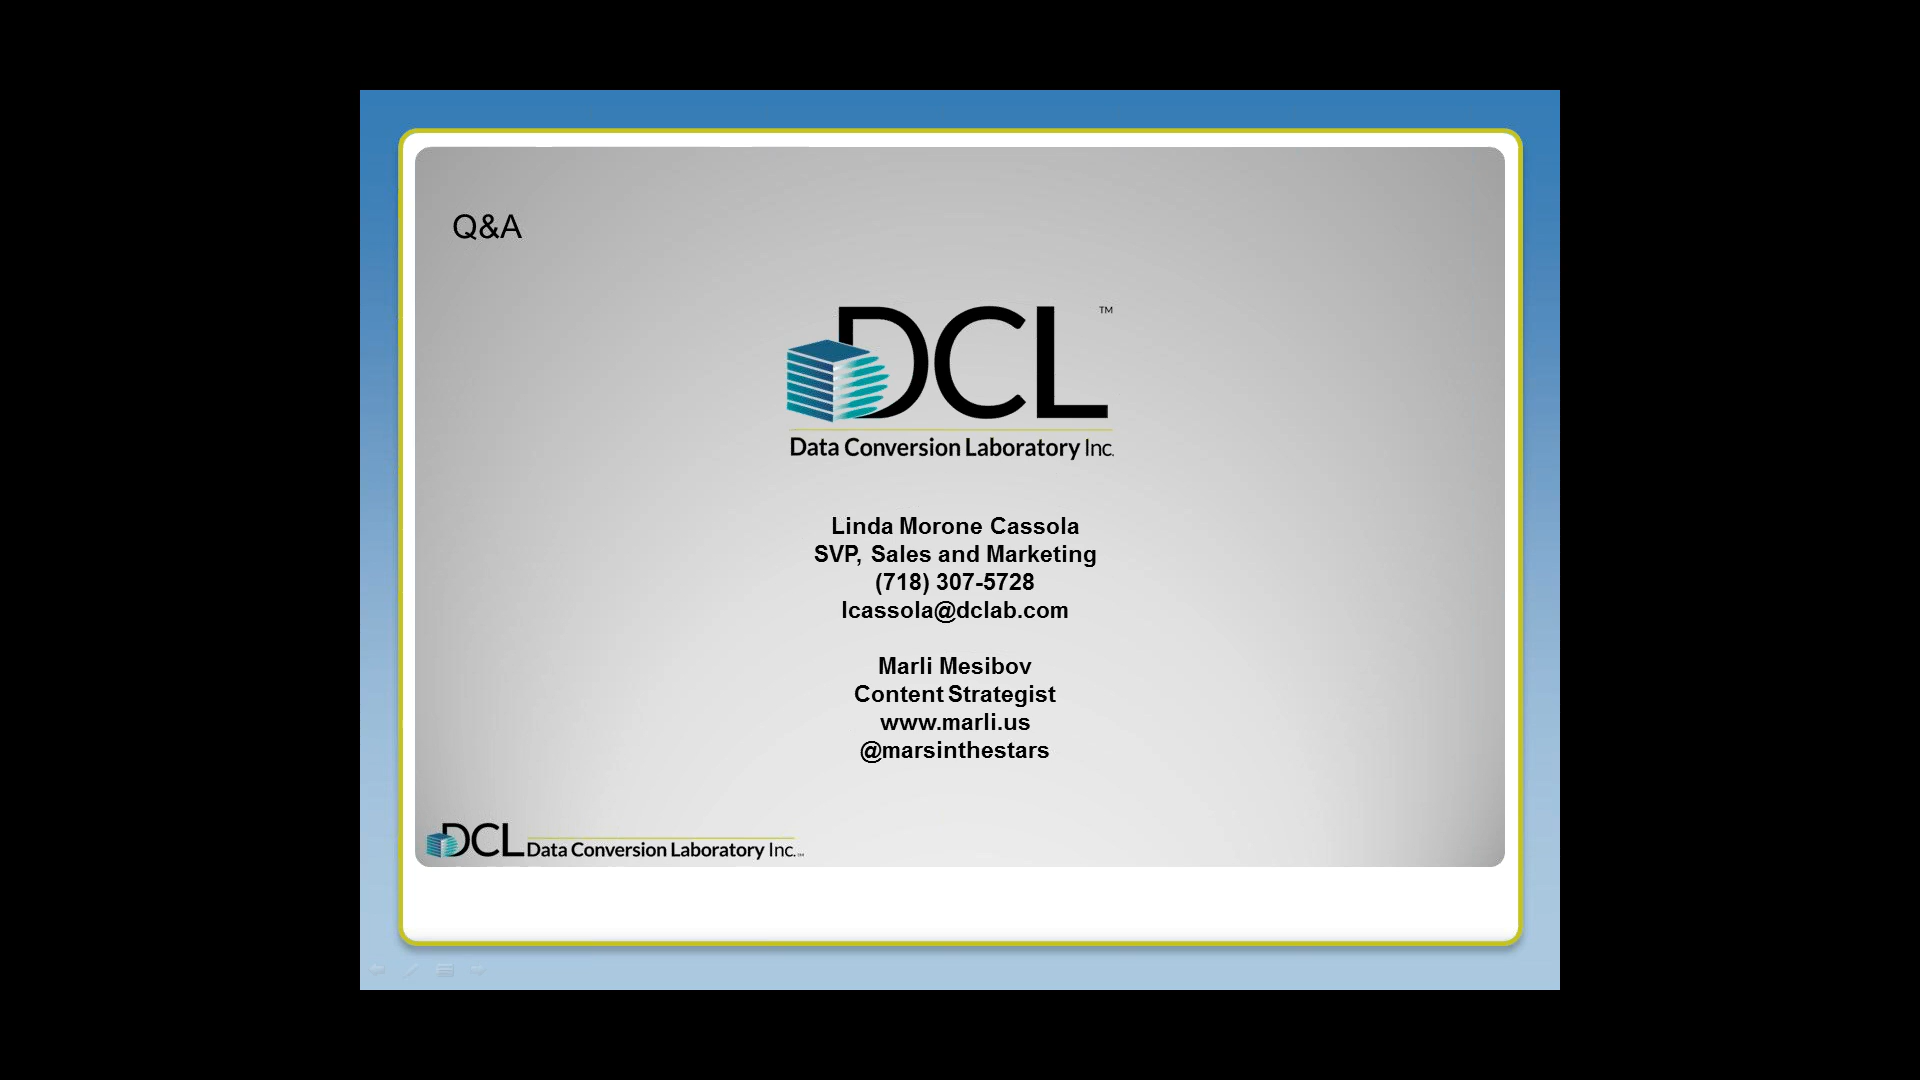 Q&A
DCL™
Data Conversion Laboratory Inc.
Linda Morone Cassola
SVP, Sales and Marketing
(718) 307-5728
lcassola@dclab.com
Marli Mesibov
Content Strategist
www.marli.us
@marsinthestars
DCL Data Conversion Laboratory Inc.™